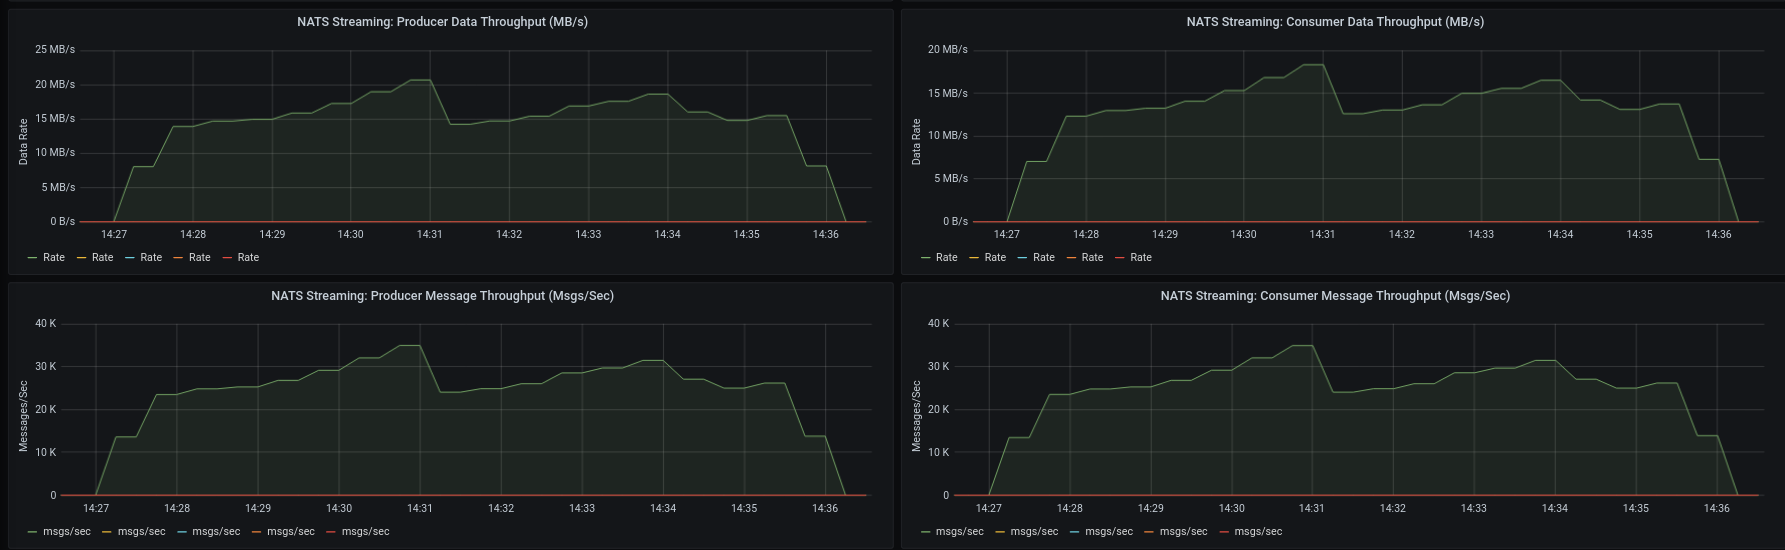 NATS Streaming: Producer Data Throughput (MB/s)
25 MB/s
20 MB/s
15 MB/s
10 MB/s
5 MB/s
0 B/s
Data Rate
14:27 14:28 14:29 14:30 14:31 14:32 14:33 14:34 14:35 14:36
Rate Rate Rate Rate Rate
NATS Streaming: Consumer Data Throughput (MB/s)
20 MB/s
15 MB/s
10 MB/s
5 MB/s
0 B/s
Data Rate
14:27 14:28 14:29 14:30 14:31 14:32 14:33 14:34 14:35 14:36
Rate Rate Rate Rate Rate
NATS Streaming: Producer Message Throughput (Msgs/Sec)
40 K
30 K
20 K
10 K
0
Messages/Sec
14:27 14:28 14:29 14:30 14:31 14:32 14:33 14:34 14:35 14:36
msgs/sec msgs/sec msgs/sec msgs/sec msgs/sec
NATS Streaming: Consumer Message Throughput (Msgs/Sec)
40 K
30 K
20 K
10 K
0
Messages/Sec
14:27 14:28 14:29 14:30 14:31 14:32 14:33 14:34 14:35 14:36
msgs/sec msgs/sec msgs/sec msgs/sec msgs/sec